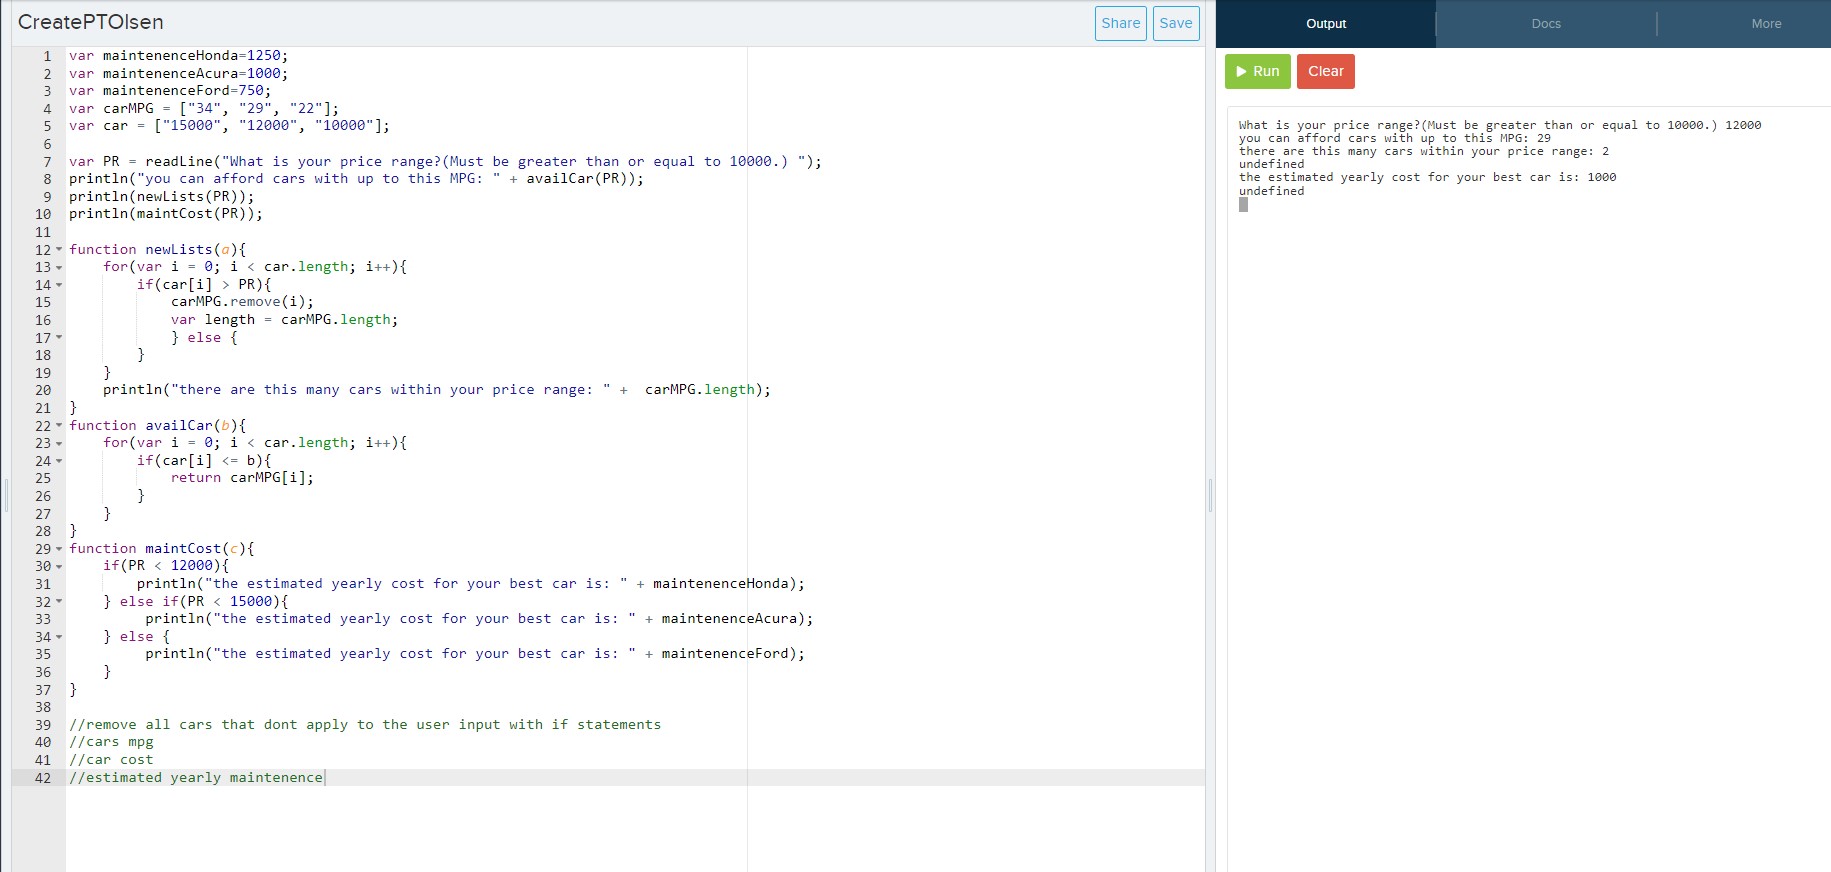 CreatePTOlsen
Share
Save
Output
Docs
More
Run
Clear
1 var maintenenceHonda=1250;
2 var maintenenceAcura=1000;
3 var maintenenceFord=750;
4 var carMPG = ["34", "29", "22"];
5 var car = ["15000", "12000", "10000"];
6
7 var PR = readLine("What is your price range?(Must be greater than or equal to 10000.) ");
8 println("you can afford cars with up to this MPG: " + availCar(PR));
9 println(newLists(PR));
10 println(maintCost(PR));
11
12 function newLists(a){
13     for(var i = 0; i < car.length; i++){
14         if(car[i] > PR){
15             carMPG.remove(i);
16             var length = carMPG.length;
17             } else {
18         }
19     }
20     println("there are this many cars within your price range: " +  carMPG.length);
21 }
22 function availCar(b){
23     for(var i = 0; i < car.length; i++){
24         if(car[i] <= b){
25             return carMPG[i];
26         }
27     }
28 }
29 function maintCost(c){
30     if(PR < 12000){
31         println("the estimated yearly cost for your best car is: " + maintenenceHonda);
32     } else if(PR < 15000){
33          println("the estimated yearly cost for your best car is: " + maintenenceAcura);
34     } else {
35          println("the estimated yearly cost for your best car is: " + maintenenceFord);
36     }
37 }
38
39 //remove all cars that dont apply to the user input with if statements
40 //cars mpg
41 //car cost
42 //estimated yearly maintenence
What is your price range?(Must be greater than or equal to 10000.) 12000
you can afford cars with up to this MPG: 29
there are this many cars within your price range: 2
undefined
the estimated yearly cost for your best car is: 1000
undefined